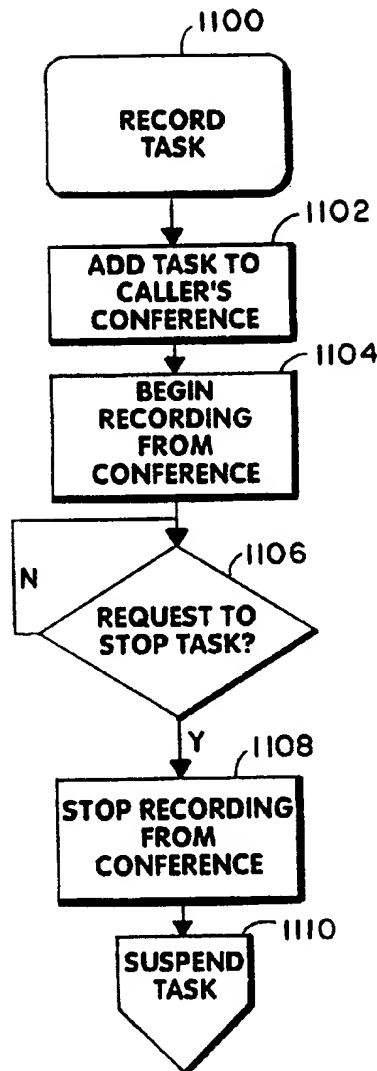 1100
RECORD
TASK
1102
ADD TASK TO
CALLER'S
CONFERENCE
1104
BEGIN
RECORDING
FROM
CONFERENCE
1106
N
REQUEST TO
STOP TASK?
Y
1108
STOP RECORDING
FROM
CONFERENCE
1110
SUSPEND
TASK